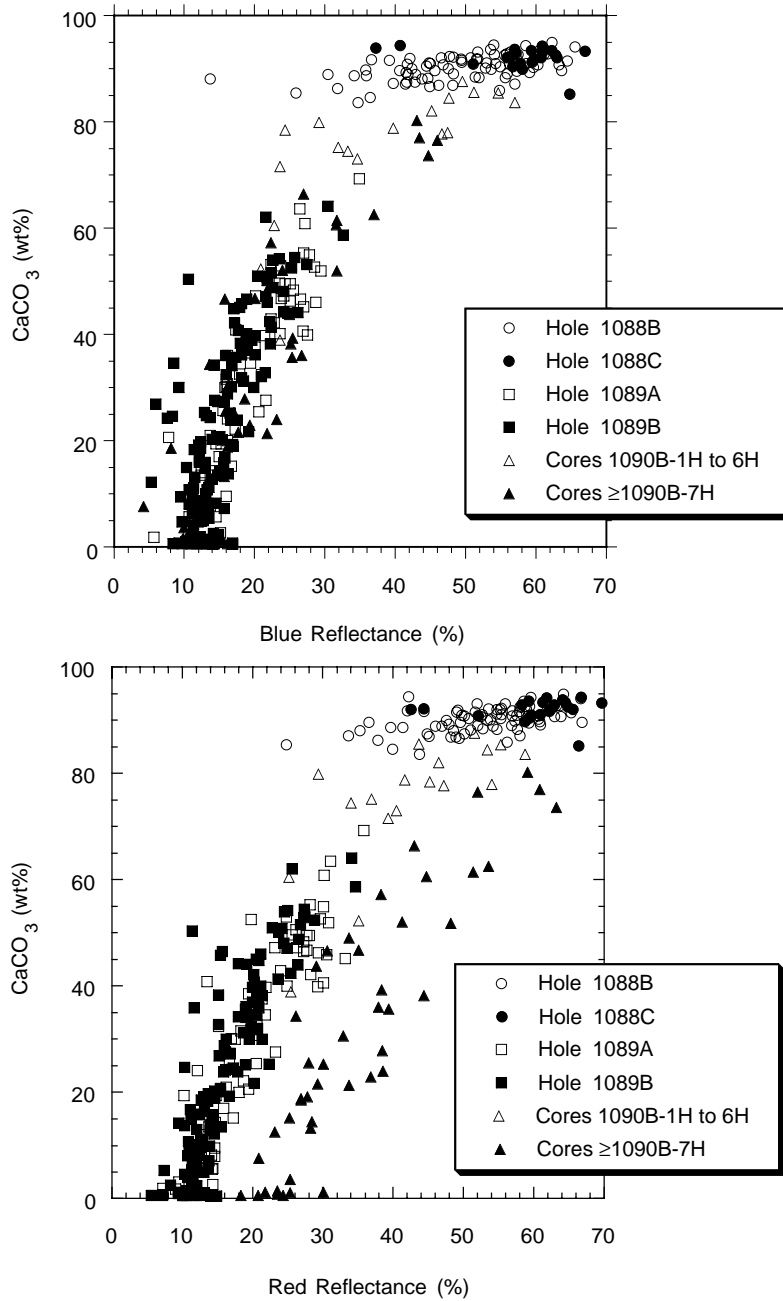 100
80
60
40
20
0
CaCO3 (wt%)
Hole 1088B
Hole 1088C
Hole 1089A
Hole 1089B
Cores 1090B-1H to 6H
Cores ≥1090B-7H
0 10 20 30 40 50 60 70
Blue Reflectance (%)
100
80
60
40
20
0
CaCO3 (wt%)
Hole 1088B
Hole 1088C
Hole 1089A
Hole 1089B
Cores 1090B-1H to 6H
Cores ≥1090B-7H
0 10 20 30 40 50 60 70
Red Reflectance (%)